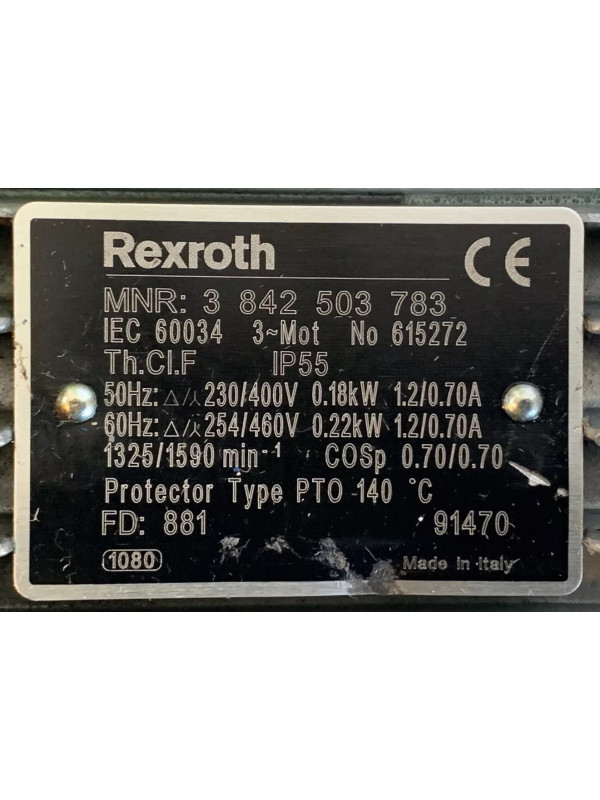 Rexroth
CE
MNR: 3 842 503 783
IEC 60034 3~Mot No 615272
Th.Cl.F IP55
50Hz: △/⅄ 230/400V 0.18kW 1.2/0.70A
60Hz: △/⅄ 254/460V 0.22kW 1.2/0.70A
1325/1590 min-¹ COSp 0.70/0.70
Protector Type PTO 140 °C
FD: 881 91470
1080 Made in Italy